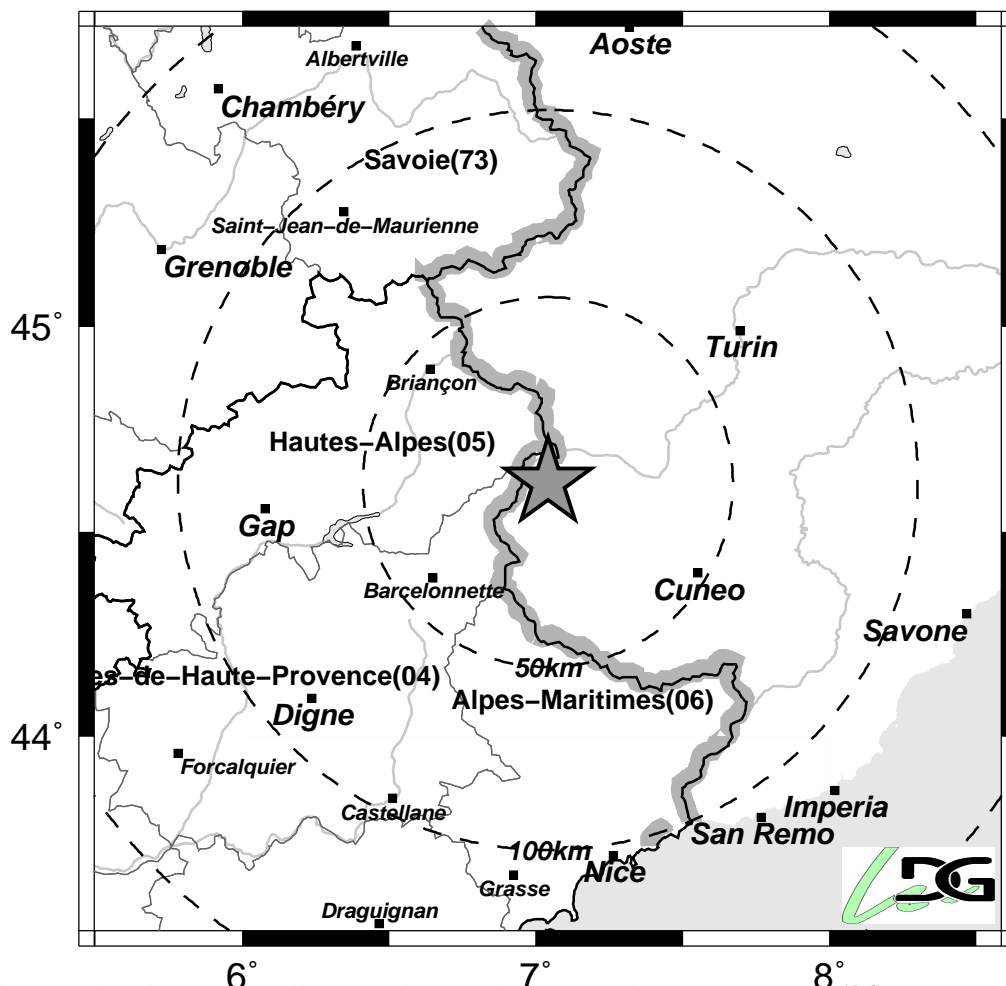 Aoste
Albertville
Chambéry
Savoie(73)
Saint–Jean–de–Maurienne
Grenoble
45°
Turin
Briançon
Hautes–Alpes(05)
Gap
Barcelonnette
Cuneo
Savone
50km
es–de–Haute–Provence(04)
Alpes–Maritimes(06)
Digne
44°
Forcalquier
Castellane
Imperia
San Remo
100km
Nice
Grasse
Draguignan
LDG
6°
7°
8°